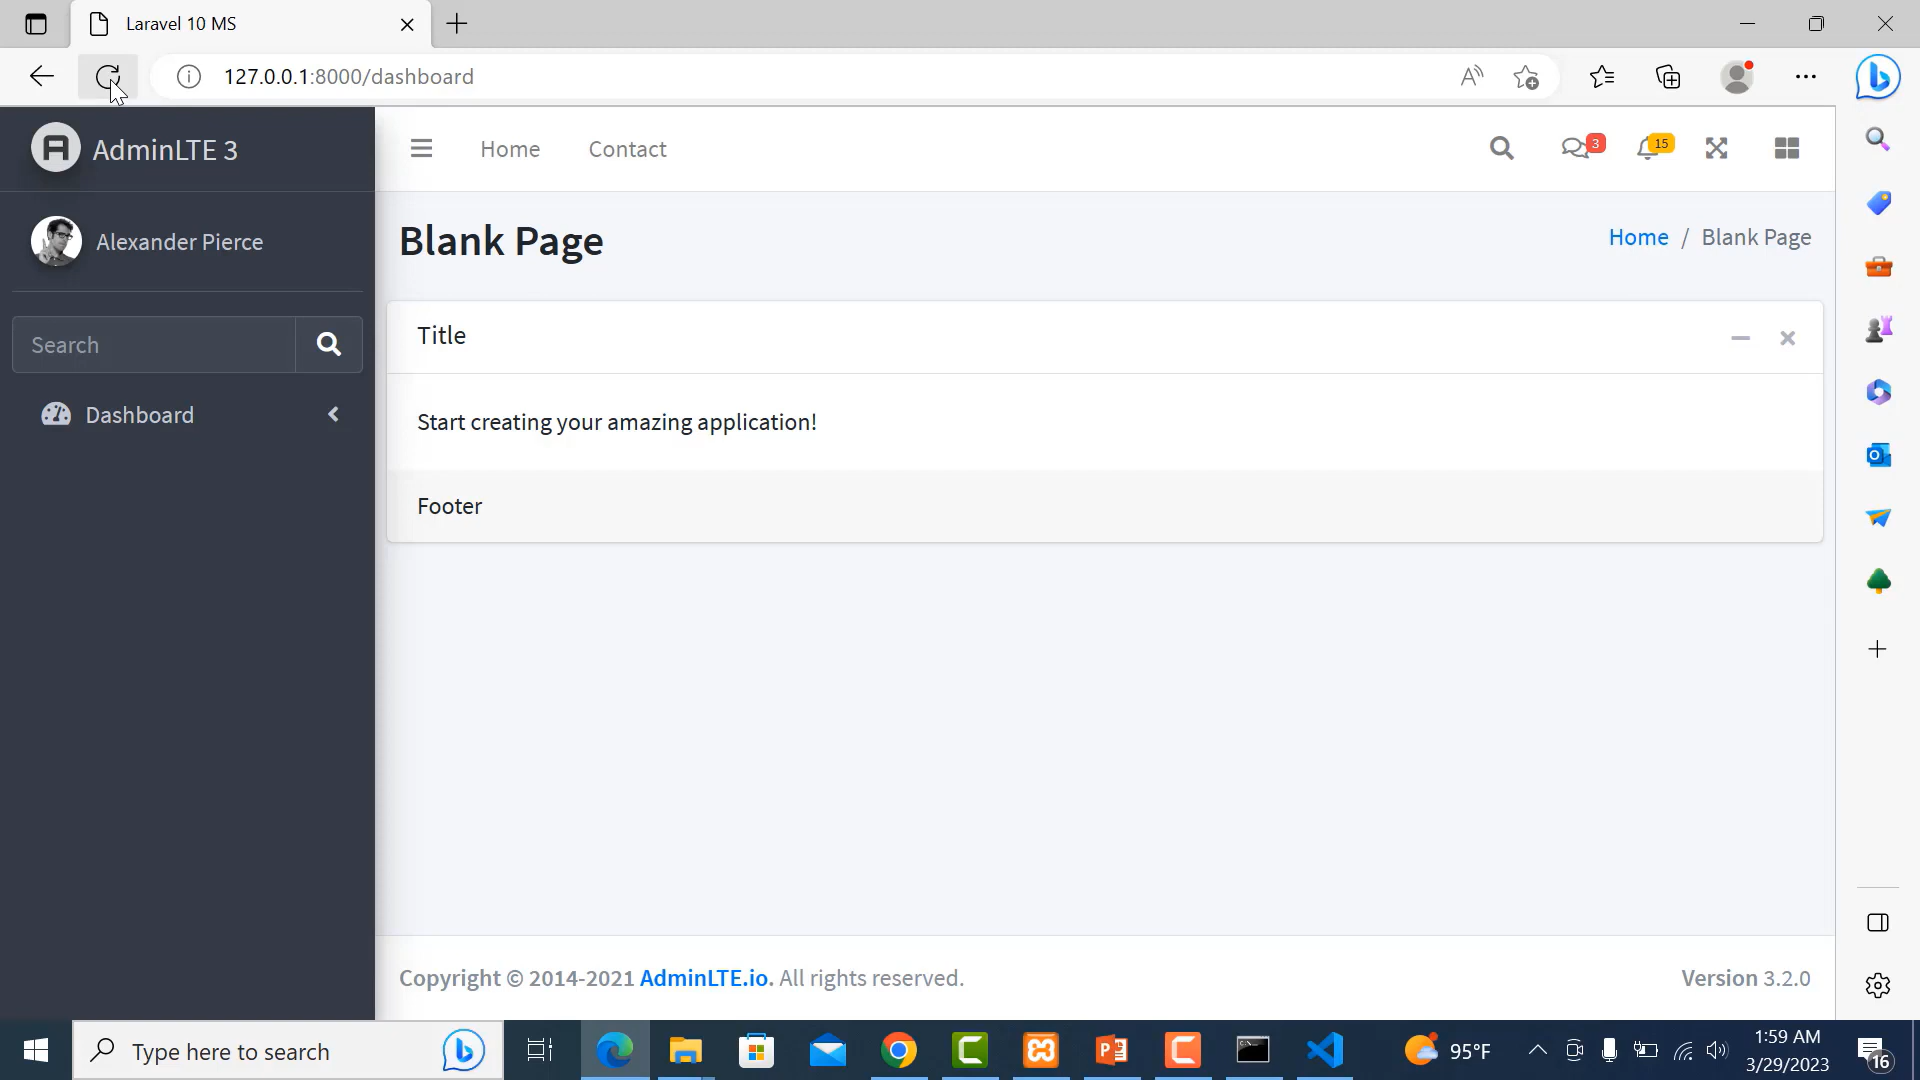 Laravel 10 MS
127.0.0.1:8000/dashboard
AdminLTE 3
Home
Contact
3
15
Alexander Pierce
Blank Page
Home / Blank Page
Search
Dashboard
Title
Start creating your amazing application!
Footer
Copyright © 2014-2021 AdminLTE.io. All rights reserved.
Version 3.2.0
Type here to search
95°F
1:59 AM
3/29/2023
16